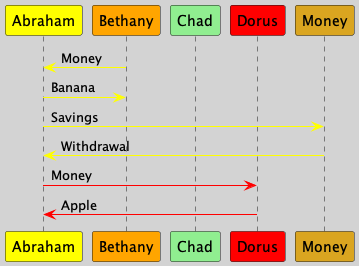 Abraham Bethany Chad Dorus Money
Money
Banana
Savings
Withdrawal
Money
Apple
Abraham Bethany Chad Dorus Money